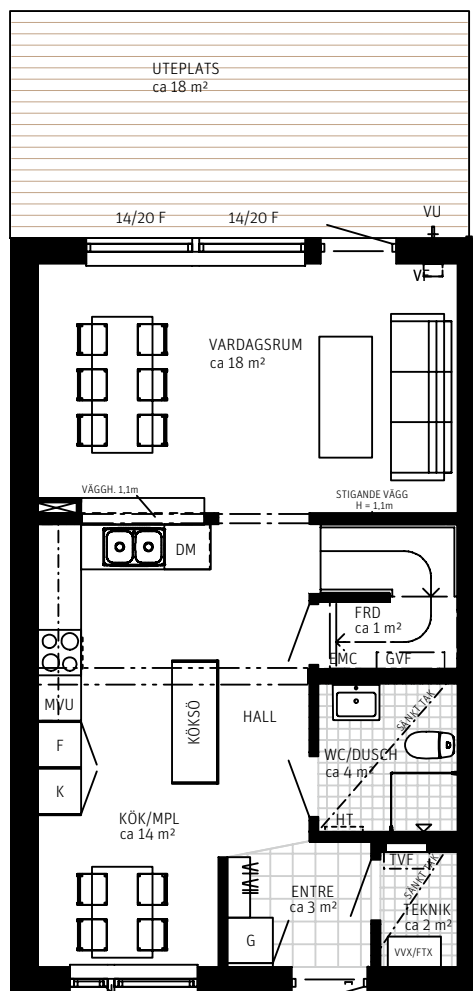 UTEPLATS
ca 18 m²
14/20 F
14/20 F
VU
VF
VARDAGSRUM
ca 18 m²
VÄGGH. 1,1m
STIGANDE VÄGG
H = 1,1m
DM
FRD
ca 1 m²
EMC
GVF
MVU
KÖKSÖ
HALL
SÄNKT TAK
F
WC/DUSCH
ca 4 m²
K
KÖK/MPL
ca 14 m²
HT
TVF
SÄNKT TAK
ENTRE
ca 3 m²
TEKNIK
ca 2 m²
G
VVX/FTX